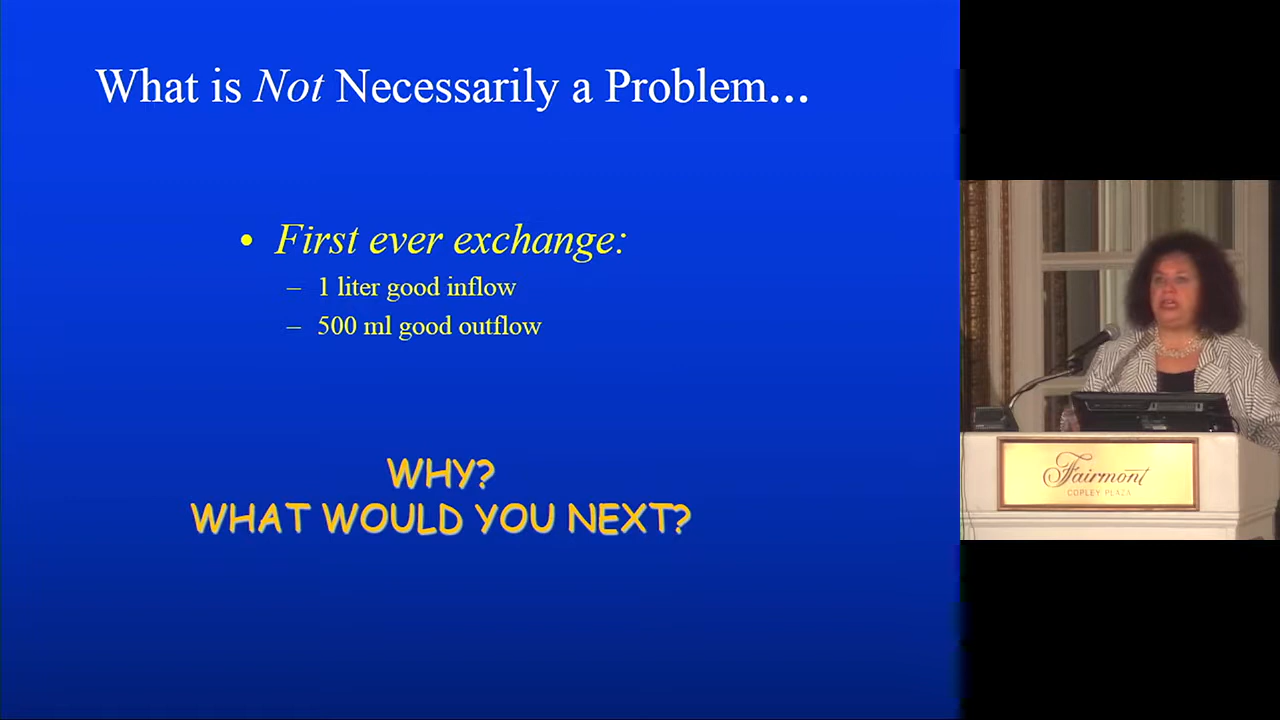 What is Not Necessarily a Problem...
• First ever exchange:
– 1 liter good inflow
– 500 ml good outflow
WHY?
WHAT WOULD YOU NEXT?
Fairmont
COPLEY PLAZA